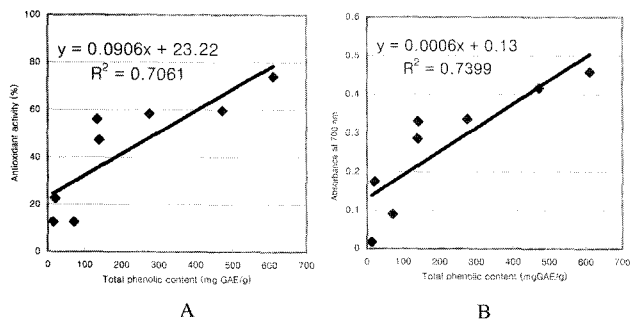 100
80
60
40
20
0
Antioxidant activity (%)
y = 0.0906x + 23.22
R² = 0.7061
0 100 200 300 400 500 600 700
Total phenolic content (mg GAE/g)
A
0.6
0.5
0.4
0.3
0.2
0.1
0
Absorbance at 700 nm
y = 0.0006x + 0.13
R² = 0.7399
0 100 200 300 400 500 600 700
Total phenolic content (mgGAE/g)
B